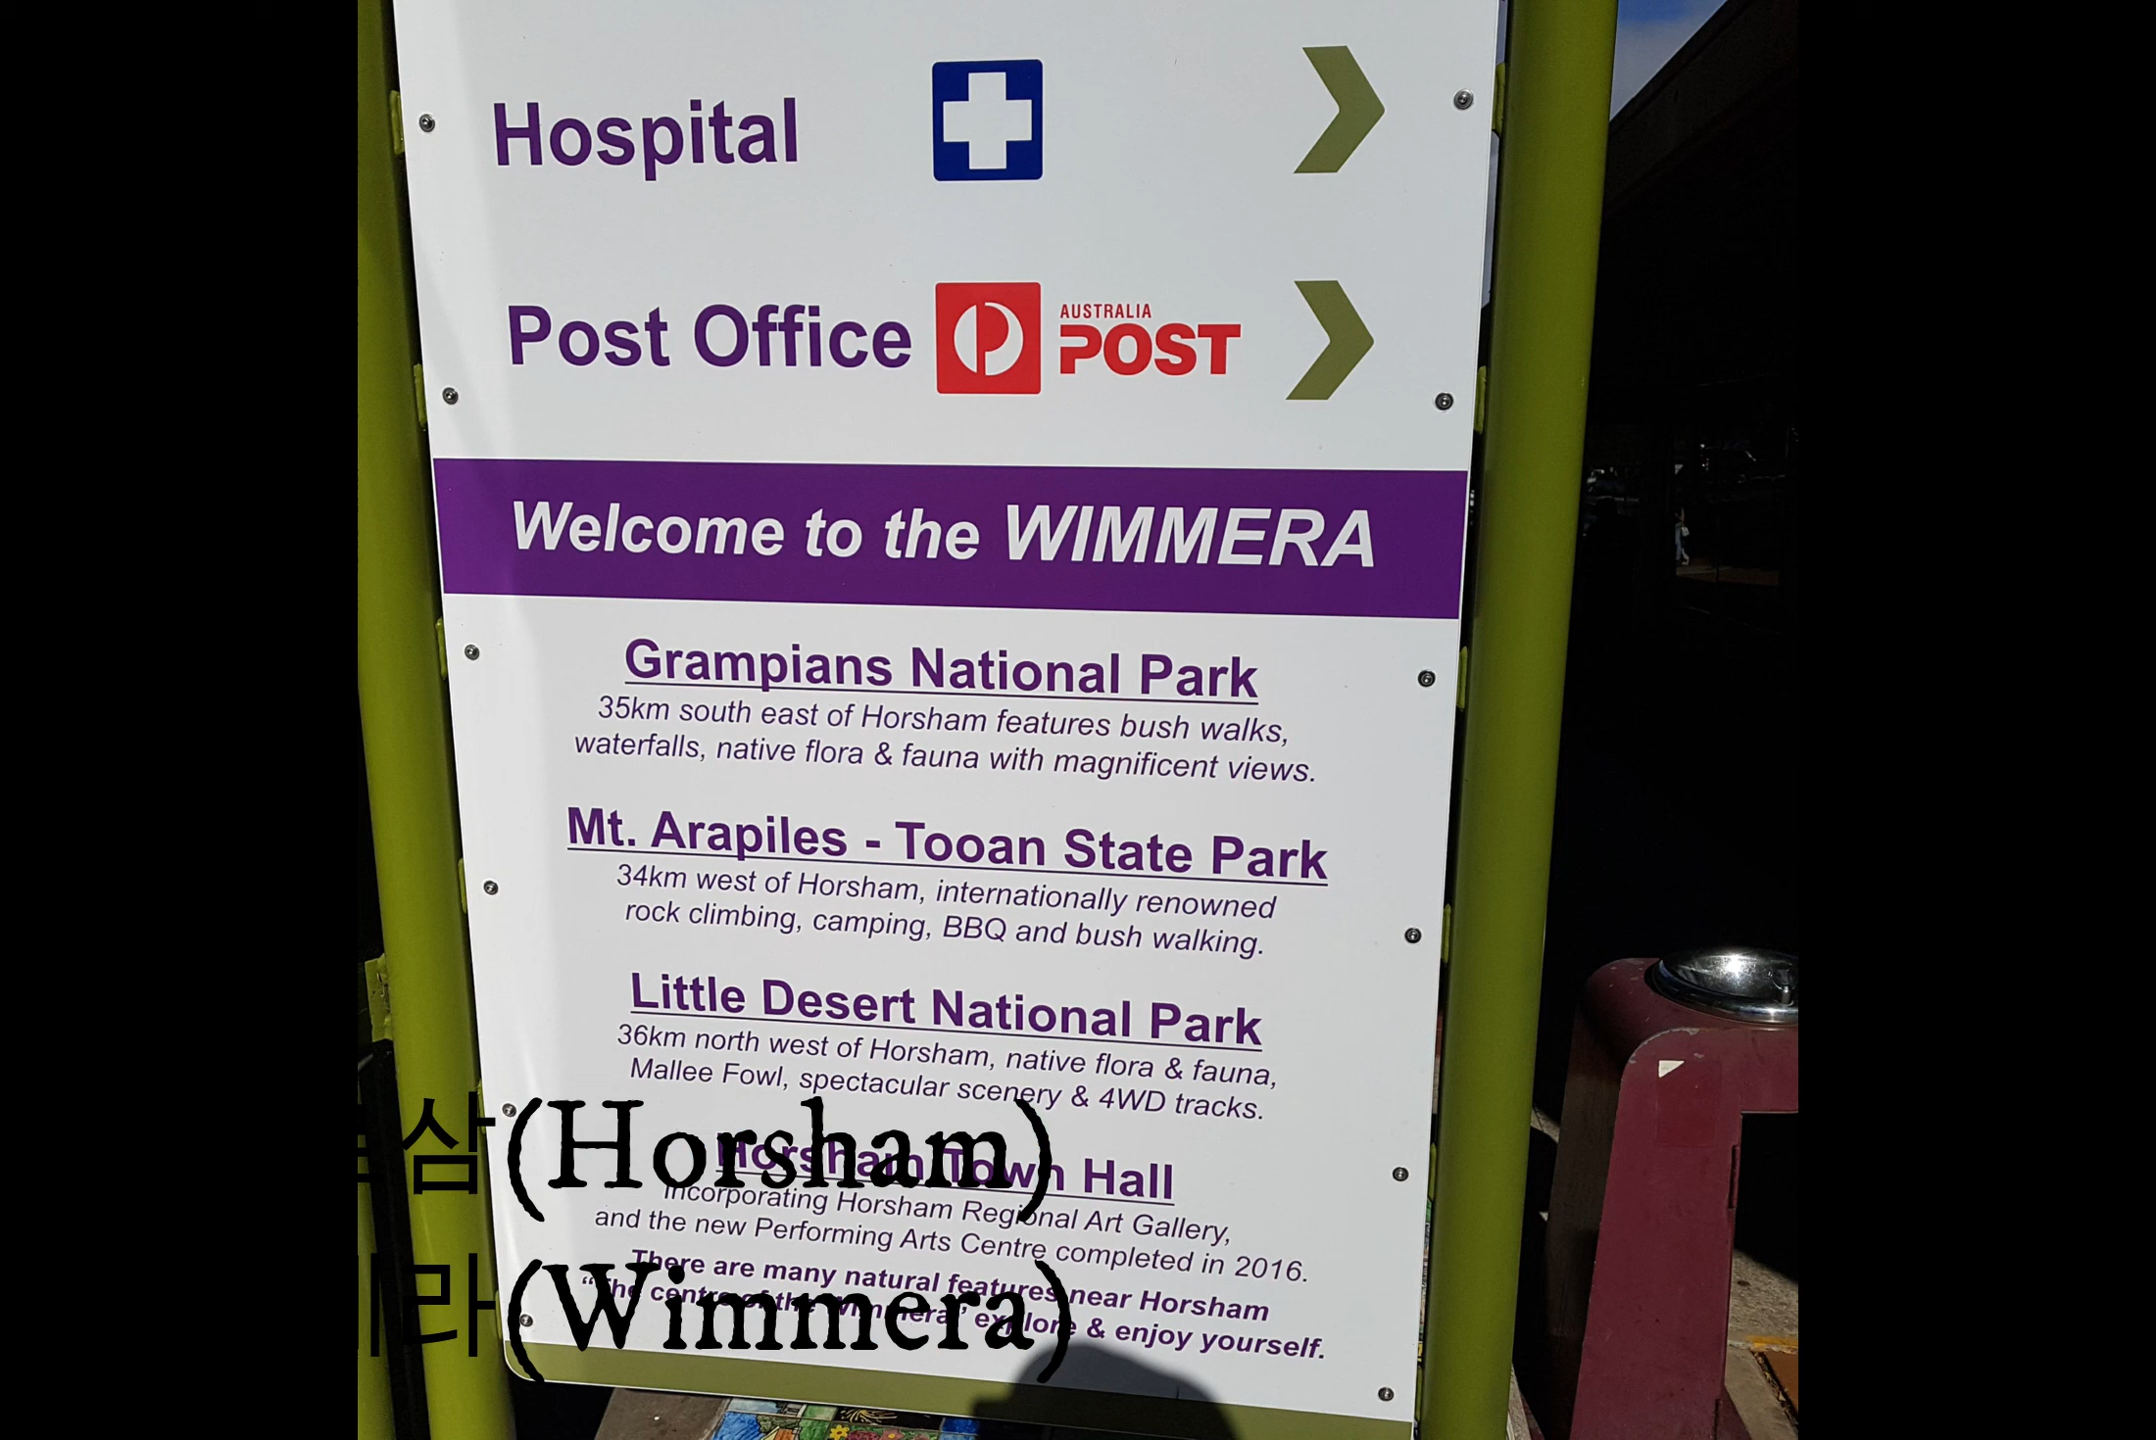 Hospital
Post Office AUSTRALIA POST
Welcome to the WIMMERA
Grampians National Park
35km south east of Horsham features bush walks,
waterfalls, native flora & fauna with magnificent views.
Mt. Arapiles - Tooan State Park
34km west of Horsham, internationally renowned
rock climbing, camping, BBQ and bush walking.
Little Desert National Park
36km north west of Horsham, native flora & fauna,
Mallee Fowl, spectacular scenery & 4WD tracks.
삼(Horsham)
Horsham Town Hall
incorporating Horsham Regional Art Gallery,
and the new Performing Arts Centre completed in 2016.
There are many natural features near Horsham
"The centre of the Wimmera" explore & enjoy yourself.
라(Wimmera)